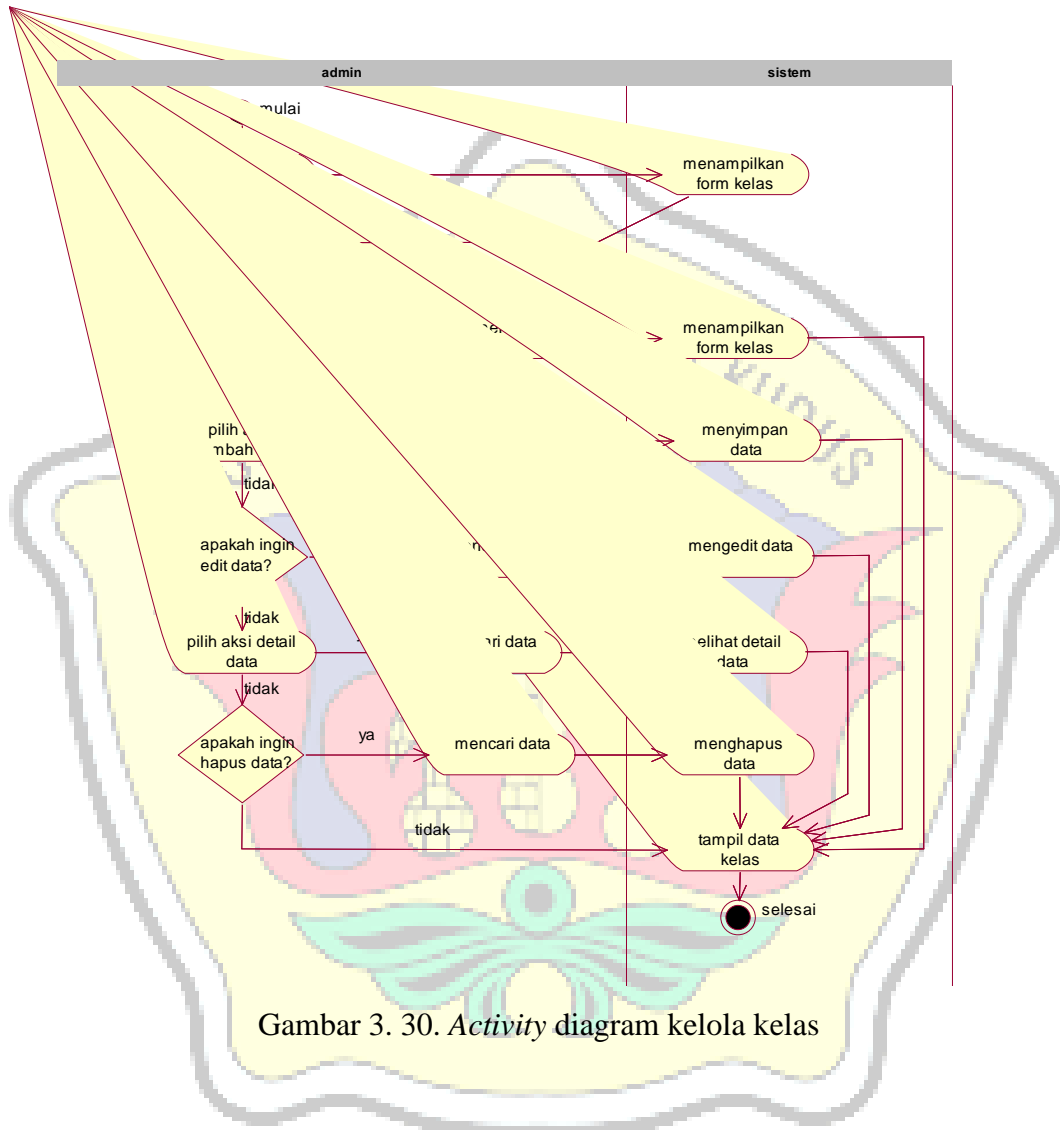 admin
sistem
mulai
menampilkan
form kelas
menampilkan
form kelas
pilih
menyimpan
data
tidak
apakah ingin
edit data?
mengedit data
tidak
pilih aksi detail
data
data
detail
data
tidak
ya
apakah ingin
hapus data?
mencari data
menghapus
data
tidak
tampil data
kelas
selesai
Gambar 3. 30. Activity diagram kelola kelas